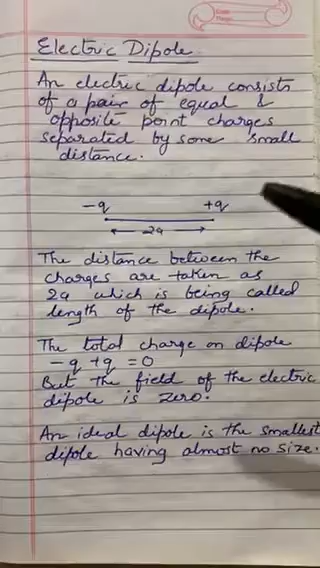 Electric Dipole
An electric dipole consists
of a pair of equal &
opposite point charges
separated by some small
distance.
-q +q
2a
The distance between the
charges are taken as
2a which is being called
length of the dipole.
The total charge on dipole
-q +q = 0
But the field of the electric
dipole is zero.
An ideal dipole is the smallest
dipole having almost no size.